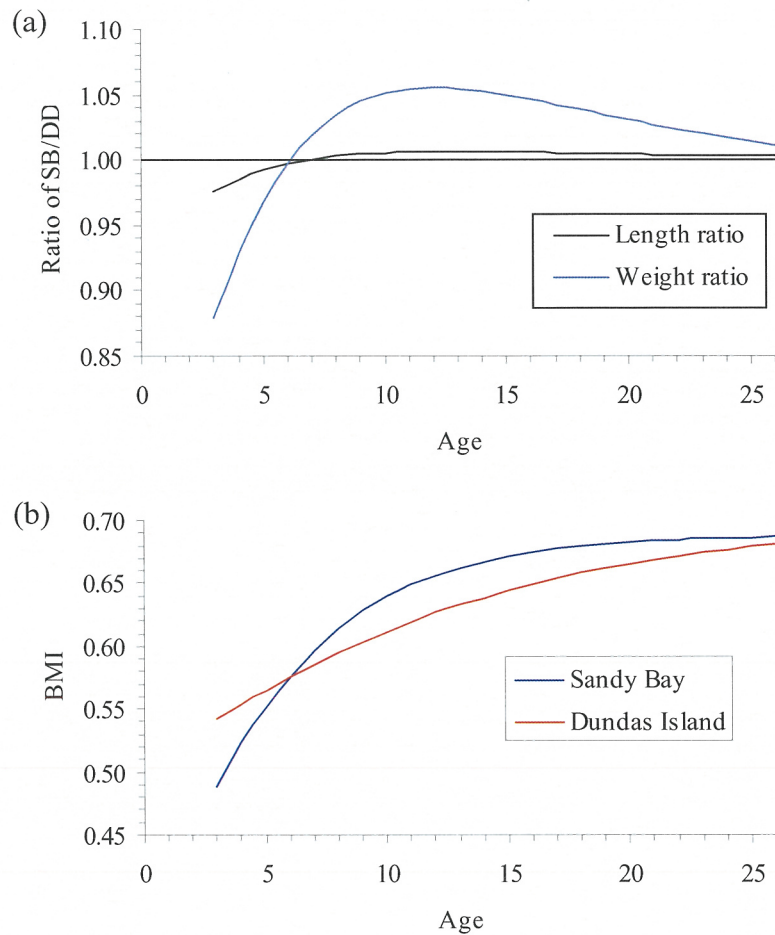 (a)
Ratio of SB/DD
1.10
1.05
1.00
0.95
0.90
0.85
Length ratio
Weight ratio
0 5 10 15 20 25
Age
(b)
BMI
0.70
0.65
0.60
0.55
0.50
0.45
Sandy Bay
Dundas Island
0 5 10 15 20 25
Age